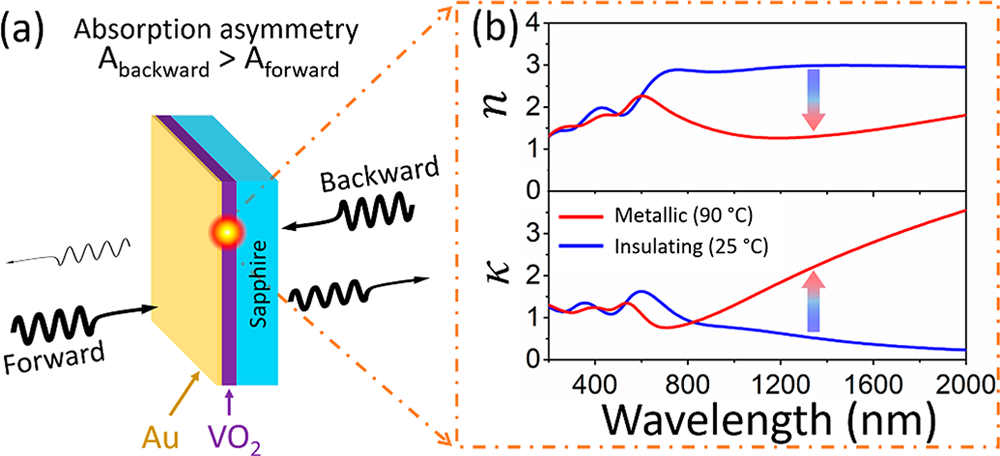 (a)
Absorption asymmetry
A_backward > A_forward
Backward
Sapphire
Forward
Au
VO₂
(b)
4
3
n
2
1
0
Metallic (90 °C)
Insulating (25 °C)
3
κ
2
1
0
400 800 1200 1600 2000
Wavelength (nm)